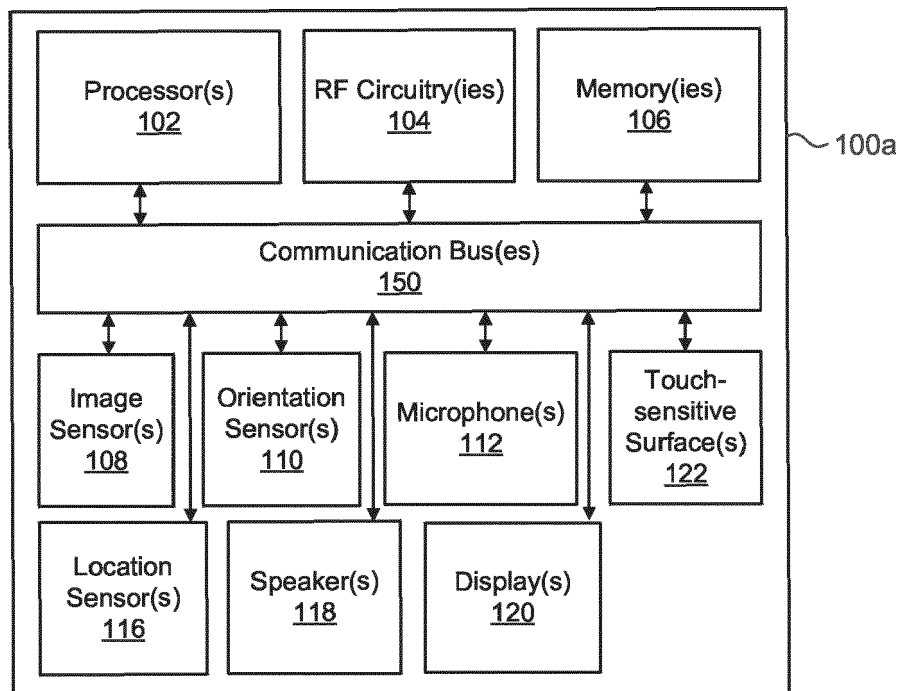 Processor(s)
102
RF Circuitry(ies)
104
Memory(ies)
106
100a
Communication Bus(es)
150
Image
Sensor(s)
108
Orientation
Sensor(s)
110
Microphone(s)
112
Touch-
sensitive
Surface(s)
122
Location
Sensor(s)
116
Speaker(s)
118
Display(s)
120